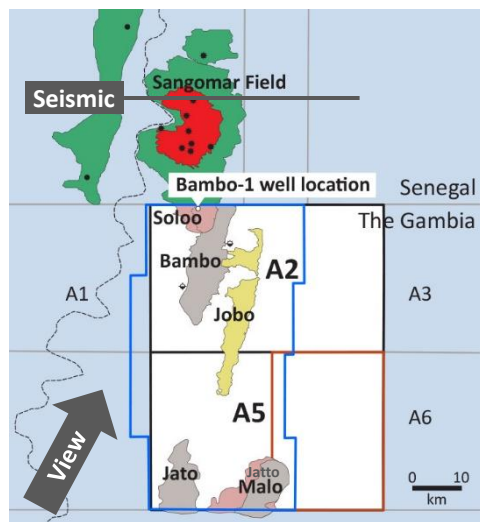 Sangomar Field
Seismic
Bambo-1 well location
Senegal
The Gambia
Soloo
Bambo
A2
A1
A3
Jobo
A5
A6
View
Jato
Jatto
Malo
0 10
km